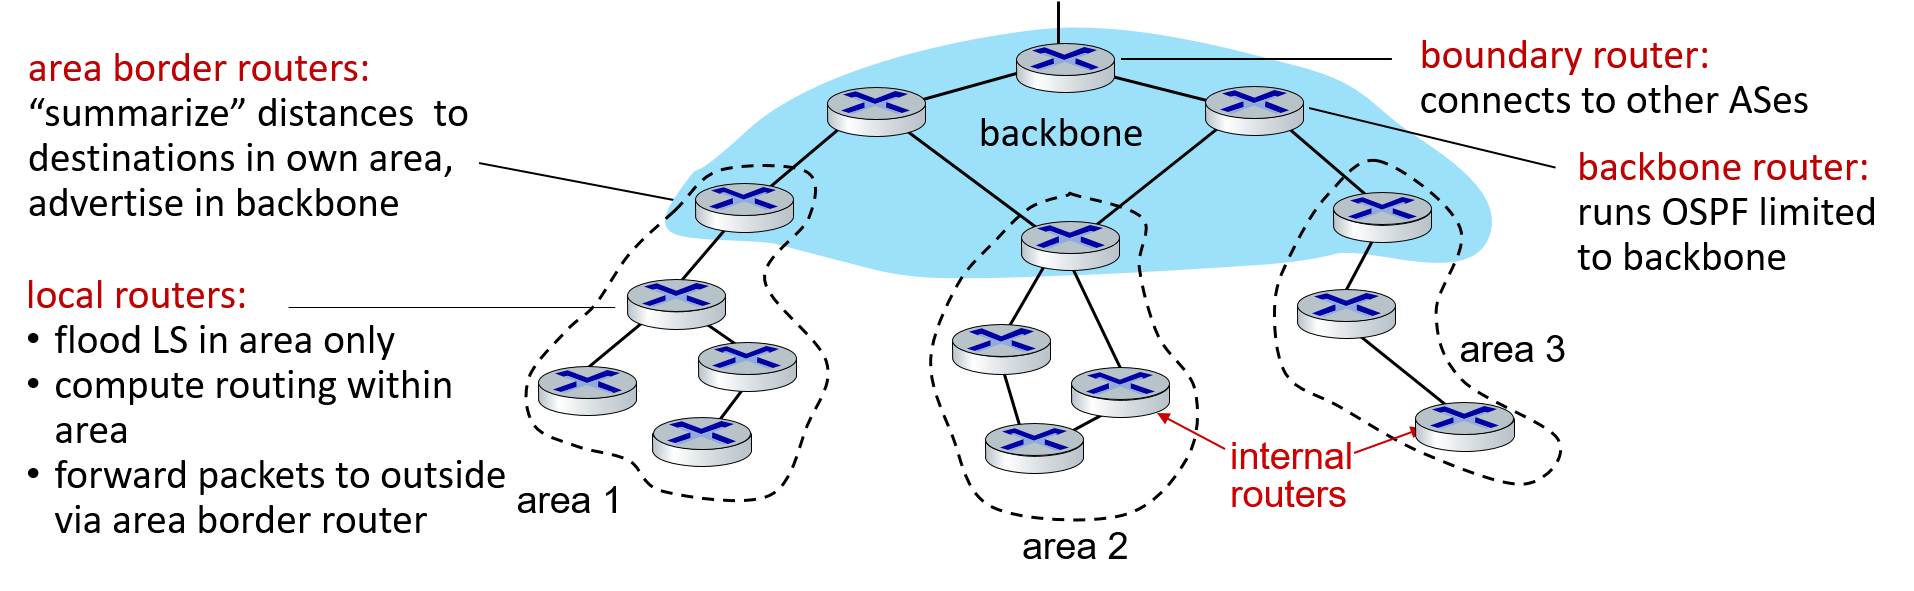 area border routers:
“summarize” distances to
destinations in own area,
advertise in backbone
local routers:
• flood LS in area only
• compute routing within
area
• forward packets to outside
via area border router
backbone
boundary router:
connects to other ASes
backbone router:
runs OSPF limited
to backbone
area 3
internal
routers
area 1
area 2